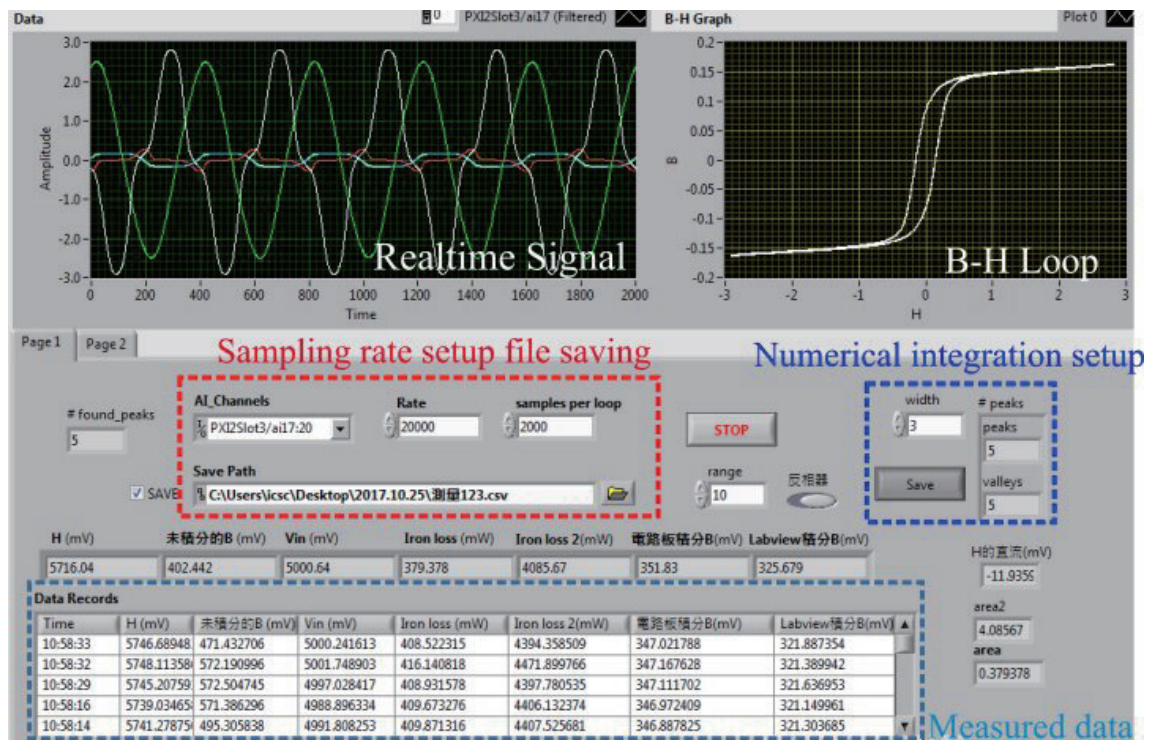 Data
0 PXI2Slot3/ai17 (Filtered)
B-H Graph
Plot 0
3.0
2.0
1.0
0.0
-1.0
-2.0
-3.0
Amplitude
0 200 400 600 800 1000 1200 1400 1600 1800 2000
Time
Realtime Signal
0.2
0.15
0.1
0.05
0
-0.05
-0.1
-0.15
-0.2
B
-3 -2 -1 0 1 2 3
H
B-H Loop
Page 1 Page 2
Sampling rate setup file saving
Numerical integration setup
# found_peaks
5
AI_Channels
PXI2Slot3/ai17:20
Rate
20000
samples per loop
2000
STOP
width
3
# peaks
peaks
5
valleys
5
Save
SAVE
Save Path
C:\Users\icsc\Desktop\2017.10.25\測量123.csv
range
10
反相器
H (mV) 未積分的B (mV) Vin (mV) Iron loss (mW) Iron loss 2(mW) 電路板積分B(mV) Labview積分B(mV)
5716.04 402.442 5000.64 379.378 4085.67 351.83 325.679
H的直流(mV)
-11.935
area2
4.08567
area
0.379378
Data Records
Time H (mV) 未積分的B (mV) Vin (mV) Iron loss (mW) Iron loss 2(mW) 電路板積分B(mV) Labview積分B(mV)
10:58:33 5746.68948 471.432706 5000.241613 408.522315 4394.358509 347.021788 321.887354
10:58:32 5748.11358 572.190996 5001.748903 416.140818 4471.899766 347.167628 321.389942
10:58:29 5745.20759 572.504745 4997.028417 408.931578 4397.780535 347.111702 321.636953
10:58:16 5739.03465 571.386296 4988.896334 409.673276 4406.132374 346.972409 321.149961
10:58:14 5741.27875 495.305838 4991.808253 409.871316 4407.525681 346.887825 321.303685
Measured data